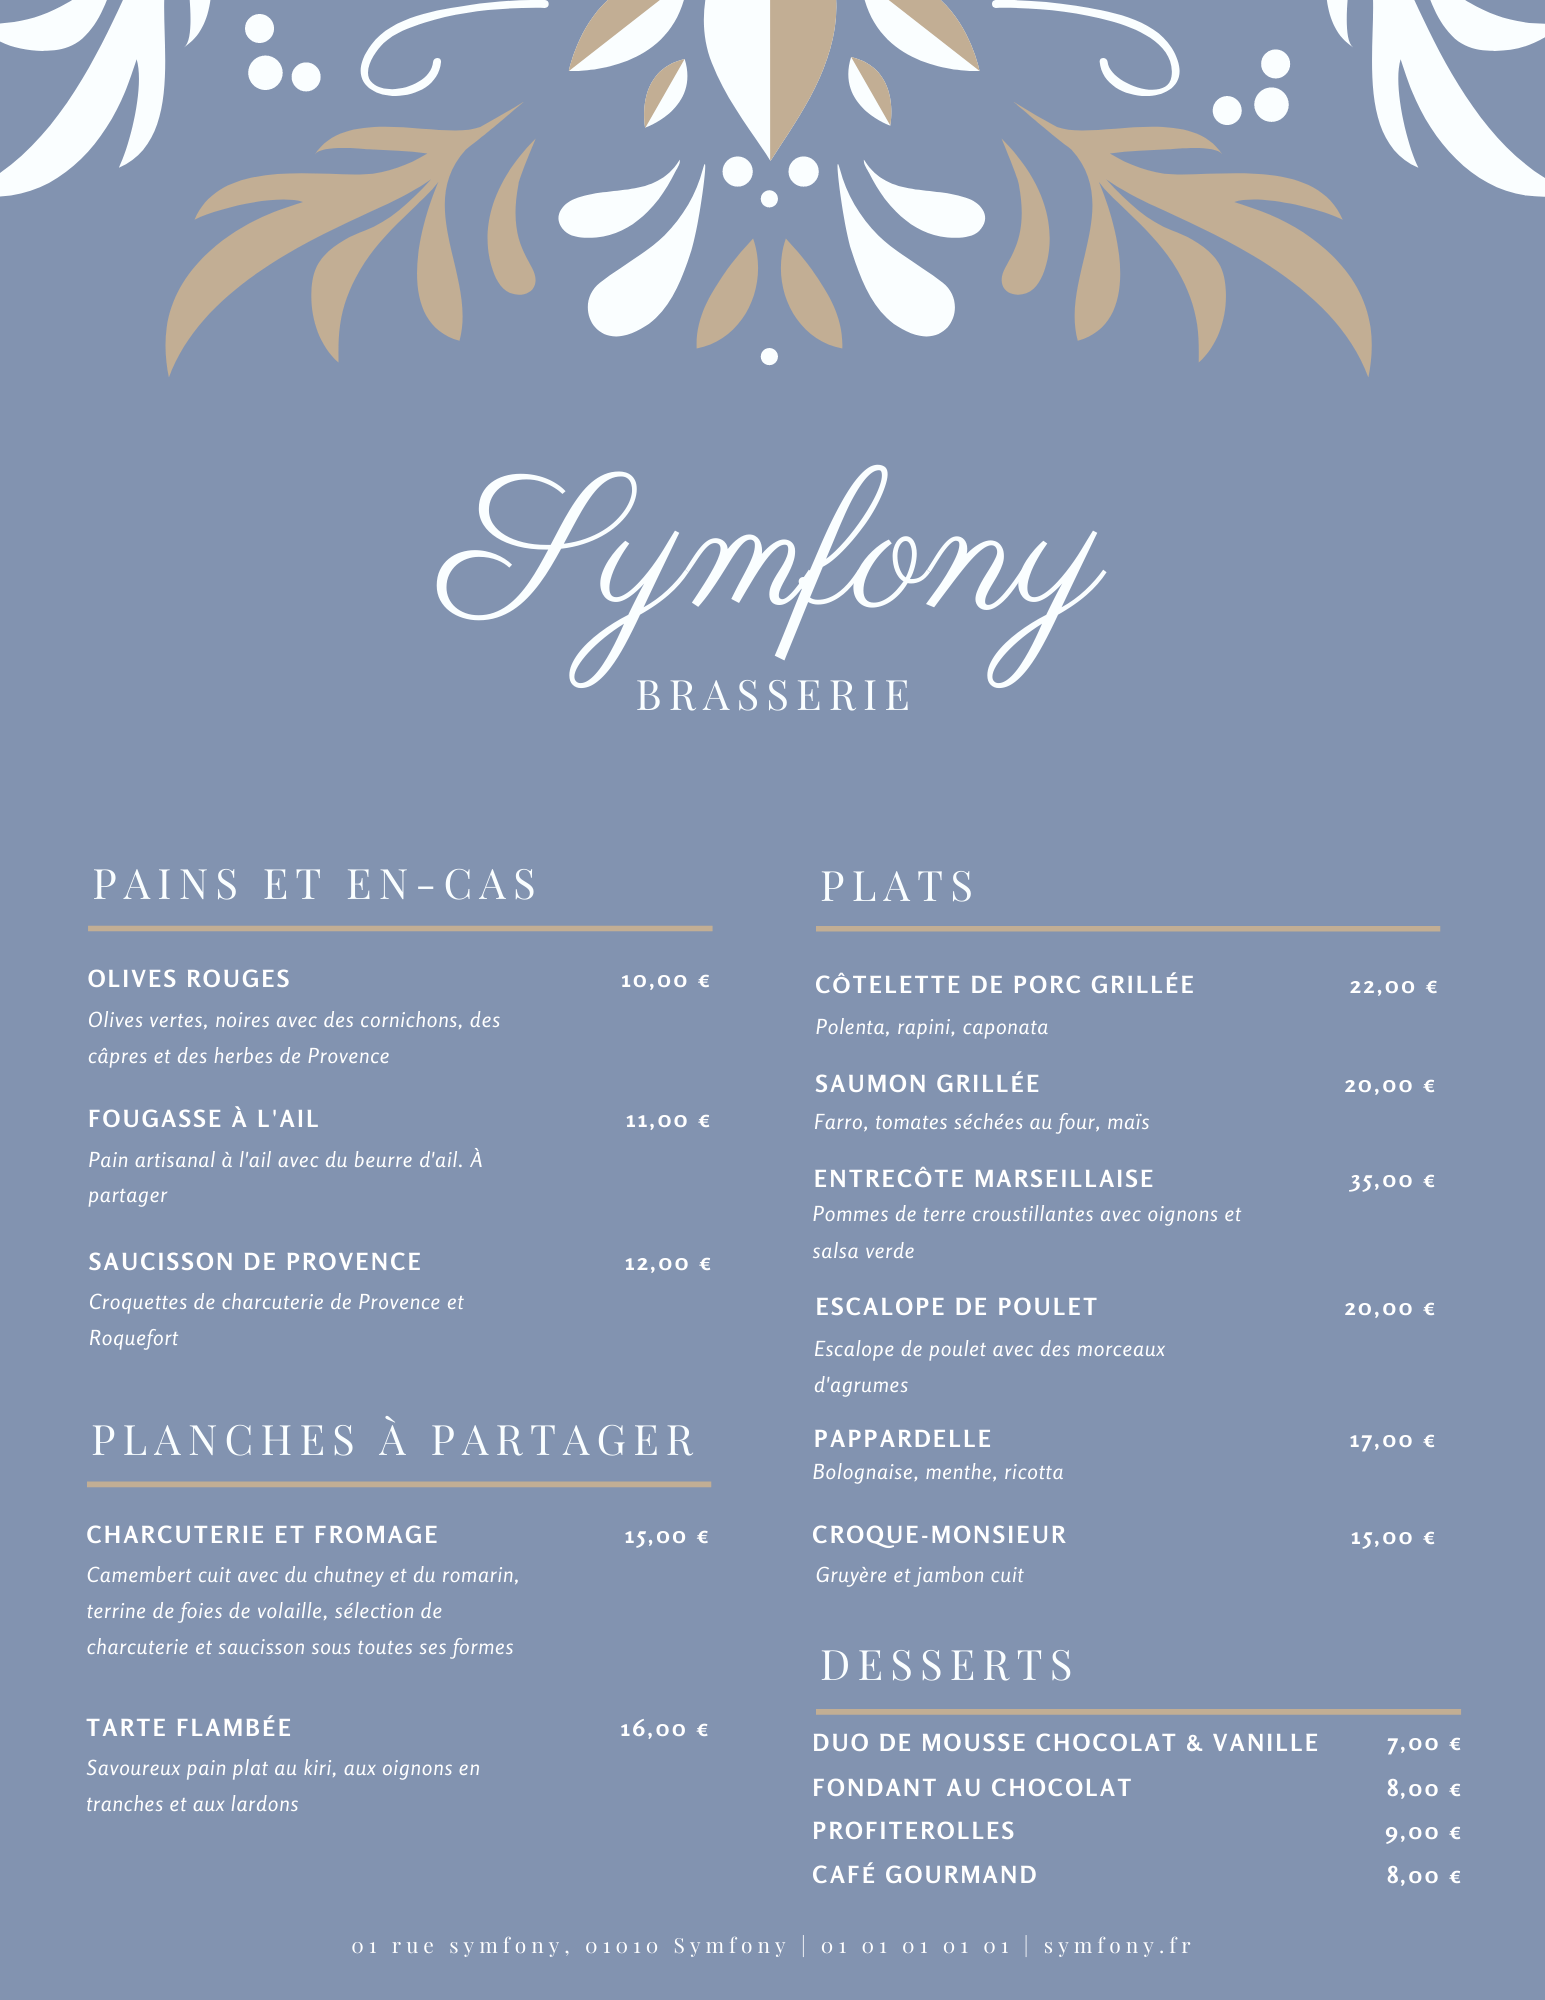 Symfony
BRASSERIE
PAINS ET EN-CAS
OLIVES ROUGES 10,00 €
Olives vertes, noires avec des cornichons, des
câpres et des herbes de Provence
FOUGASSE À L'AIL 11,00 €
Pain artisanal à l'ail avec du beurre d'ail. À
partager
SAUCISSON DE PROVENCE 12,00 €
Croquettes de charcuterie de Provence et
Roquefort
PLANCHES À PARTAGER
CHARCUTERIE ET FROMAGE 15,00 €
Camembert cuit avec du chutney et du romarin,
terrine de foies de volaille, sélection de
charcuterie et saucisson sous toutes ses formes
TARTE FLAMBÉE 16,00 €
Savoureux pain plat au kiri, aux oignons en
tranches et aux lardons
PLATS
CÔTELETTE DE PORC GRILLÉE 22,00 €
Polenta, rapini, caponata
SAUMON GRILLÉE 20,00 €
Farro, tomates séchées au four, maïs
ENTRECÔTE MARSEILLAISE 35,00 €
Pommes de terre croustillantes avec oignons et
salsa verde
ESCALOPE DE POULET 20,00 €
Escalope de poulet avec des morceaux
d'agrumes
PAPPARDELLE 17,00 €
Bolognaise, menthe, ricotta
CROQUE-MONSIEUR 15,00 €
Gruyère et jambon cuit
DESSERTS
DUO DE MOUSSE CHOCOLAT & VANILLE 7,00 €
FONDANT AU CHOCOLAT 8,00 €
PROFITEROLLES 9,00 €
CAFÉ GOURMAND 8,00 €
01 rue symfony, 01010 Symfony | 01 01 01 01 01 | symfony.fr